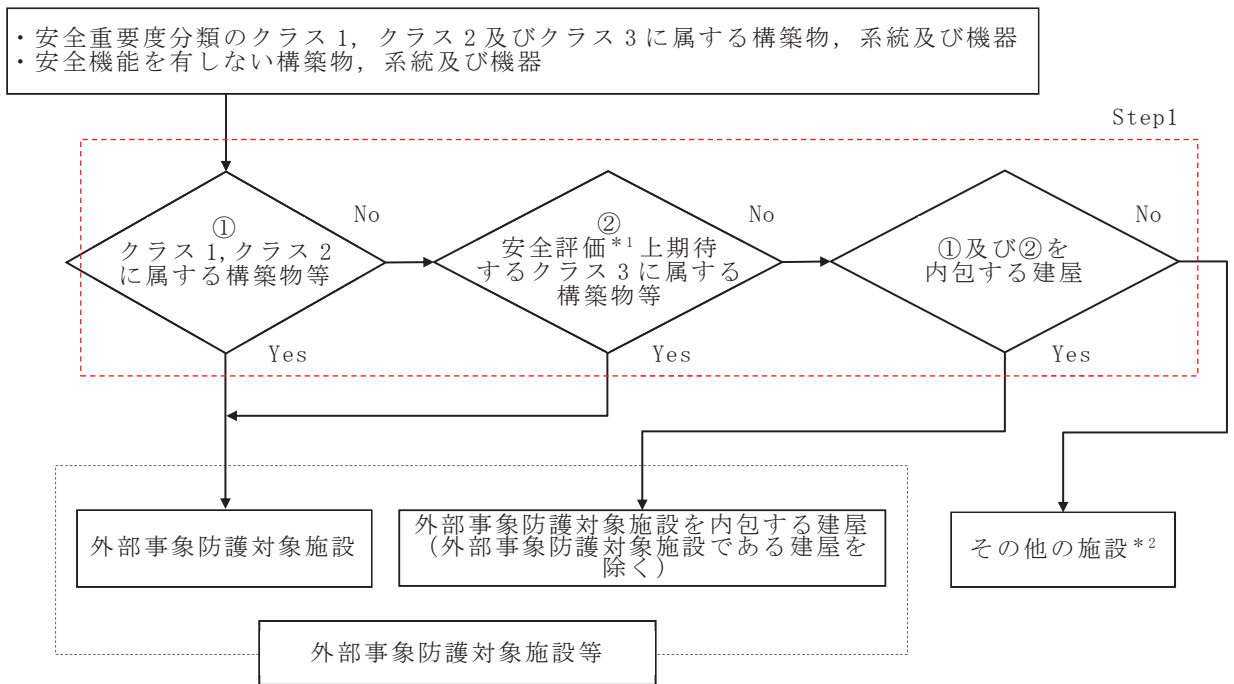 ・安全重要度分類のクラス1，クラス2及びクラス3に属する構築物，系統及び機器
・安全機能を有しない構築物，系統及び機器
Step1
①
クラス1,クラス2
に属する構築物等
No
Yes
②
安全評価*1上期待
するクラス3に属する
構築物等
No
Yes
①及び②を
内包する建屋
No
Yes
外部事象防護対象施設
外部事象防護対象施設を内包する建屋
（外部事象防護対象施設である建屋を
除く）
その他の施設*2
外部事象防護対象施設等